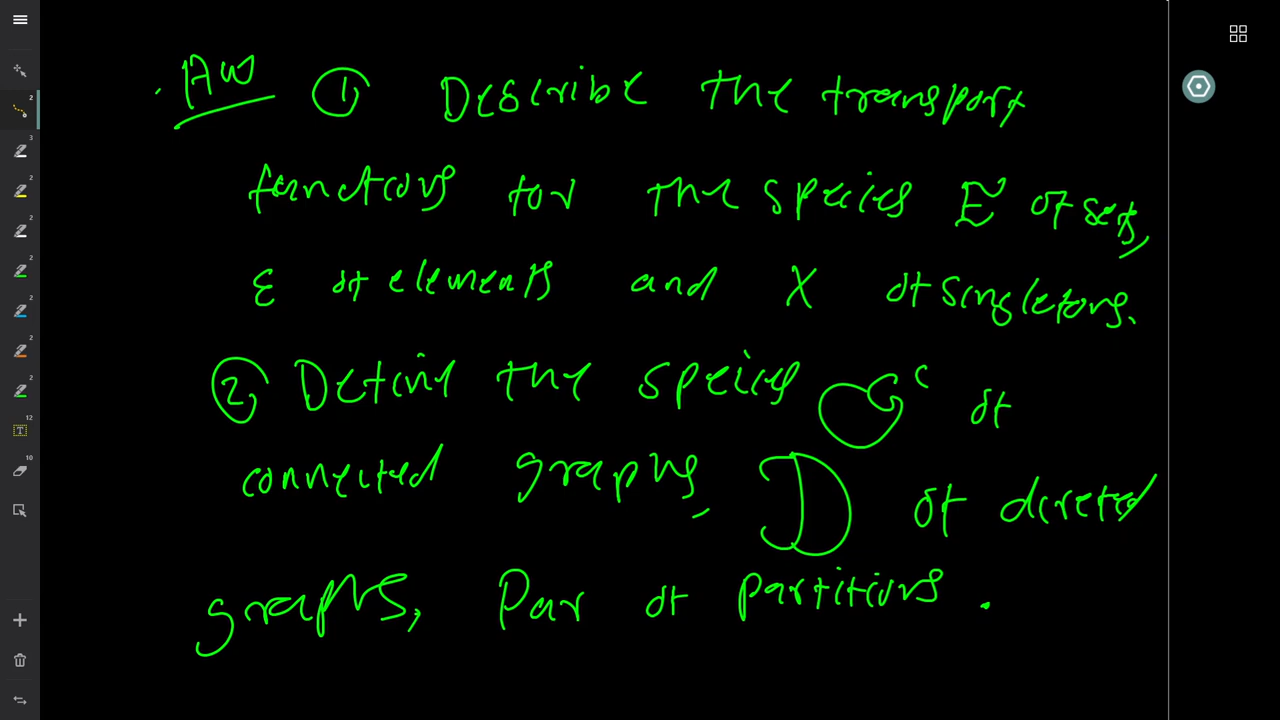 HW ① Describe the transport
functions for the species E of sets,
ε of elements and X of singletons.
② Define the species G^c of
connected graphs, D of directed
graphs, Par of partitions.